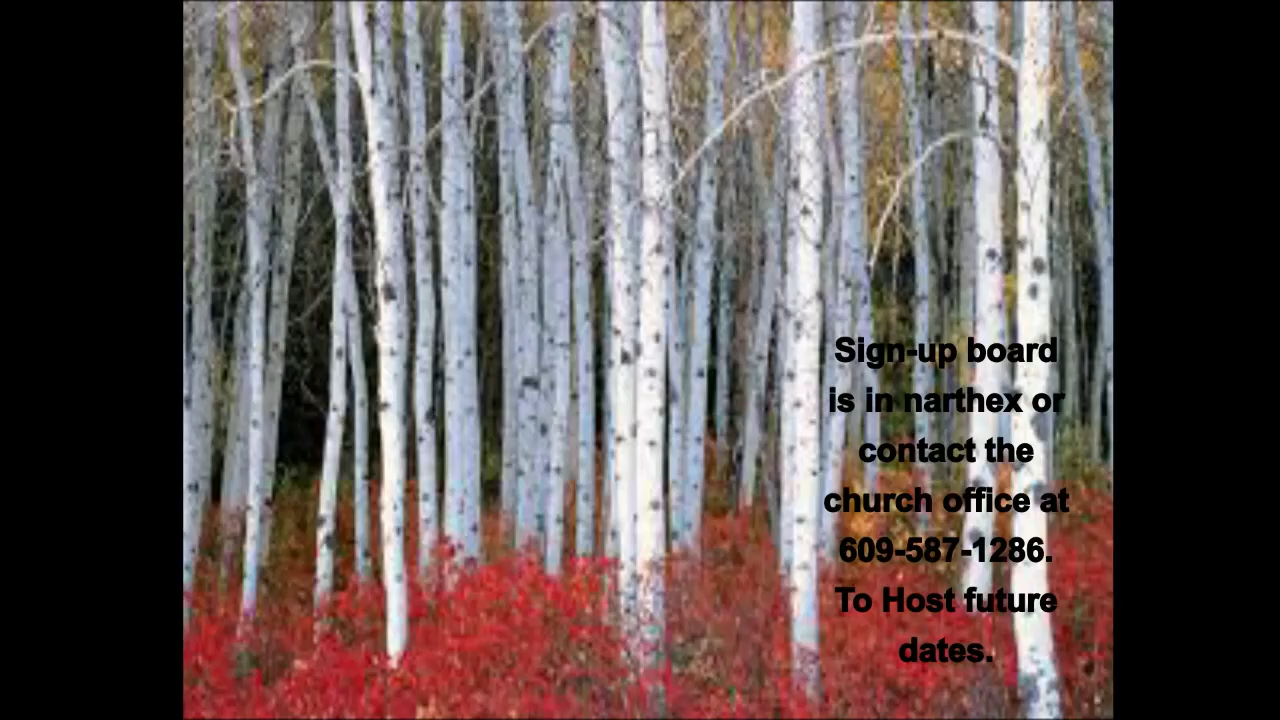 Sign-up board
is in narthex or
contact the
church office at
609-587-1286.
To Host future
dates.